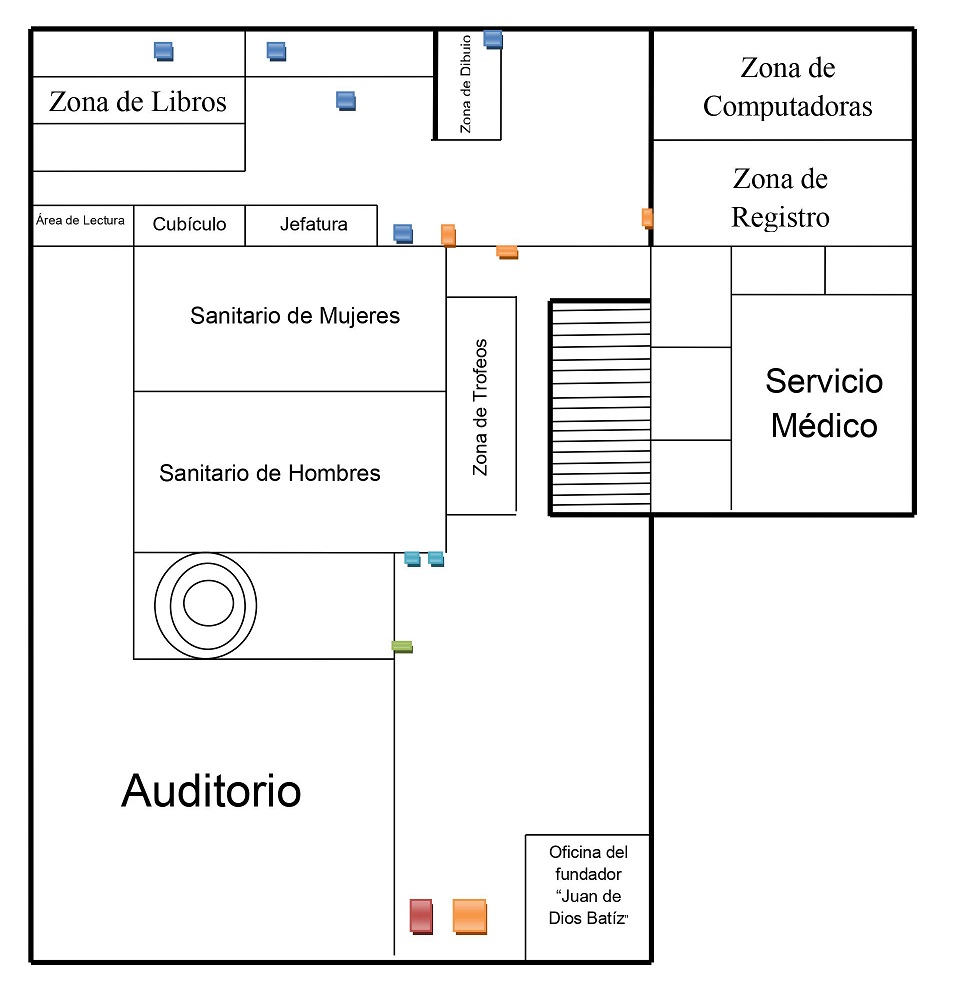 Zona de Libros
Zona de Dibujo
Zona de
Computadoras
Zona de
Registro
Área de Lectura
Cubículo
Jefatura
Sanitario de Mujeres
Zona de Trofeos
Servicio
Médico
Sanitario de Hombres
Auditorio
Oficina del
fundador
“Juan de
Dios Batíz”